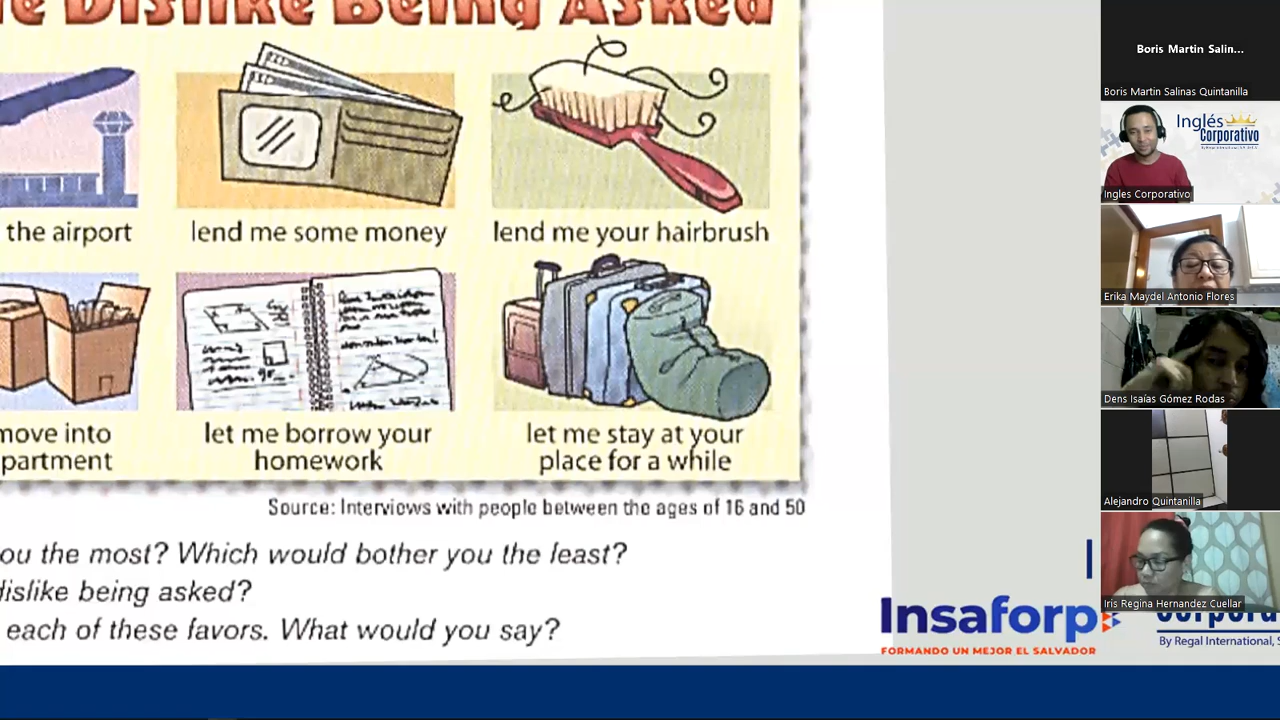 e Dislike Being Asked
the airport
lend me some money
lend me your hairbrush
move into
partment
let me borrow your
homework
let me stay at your
place for a while
Source: Interviews with people between the ages of 16 and 50
ou the most? Which would bother you the least?
dislike being asked?
each of these favors. What would you say?
Insaforp
FORMANDO UN MEJOR EL SALVADOR
Corpora
By Regal International, S
Boris Martin Salin...
Boris Martin Salinas Quintanilla
Inglés
Corporativo
Ingles Corporativo
Erika Maydel Antonio Flores
Dens Isaías Gómez Rodas
Alejandro Quintanilla
Iris Regina Hernandez Cuellar